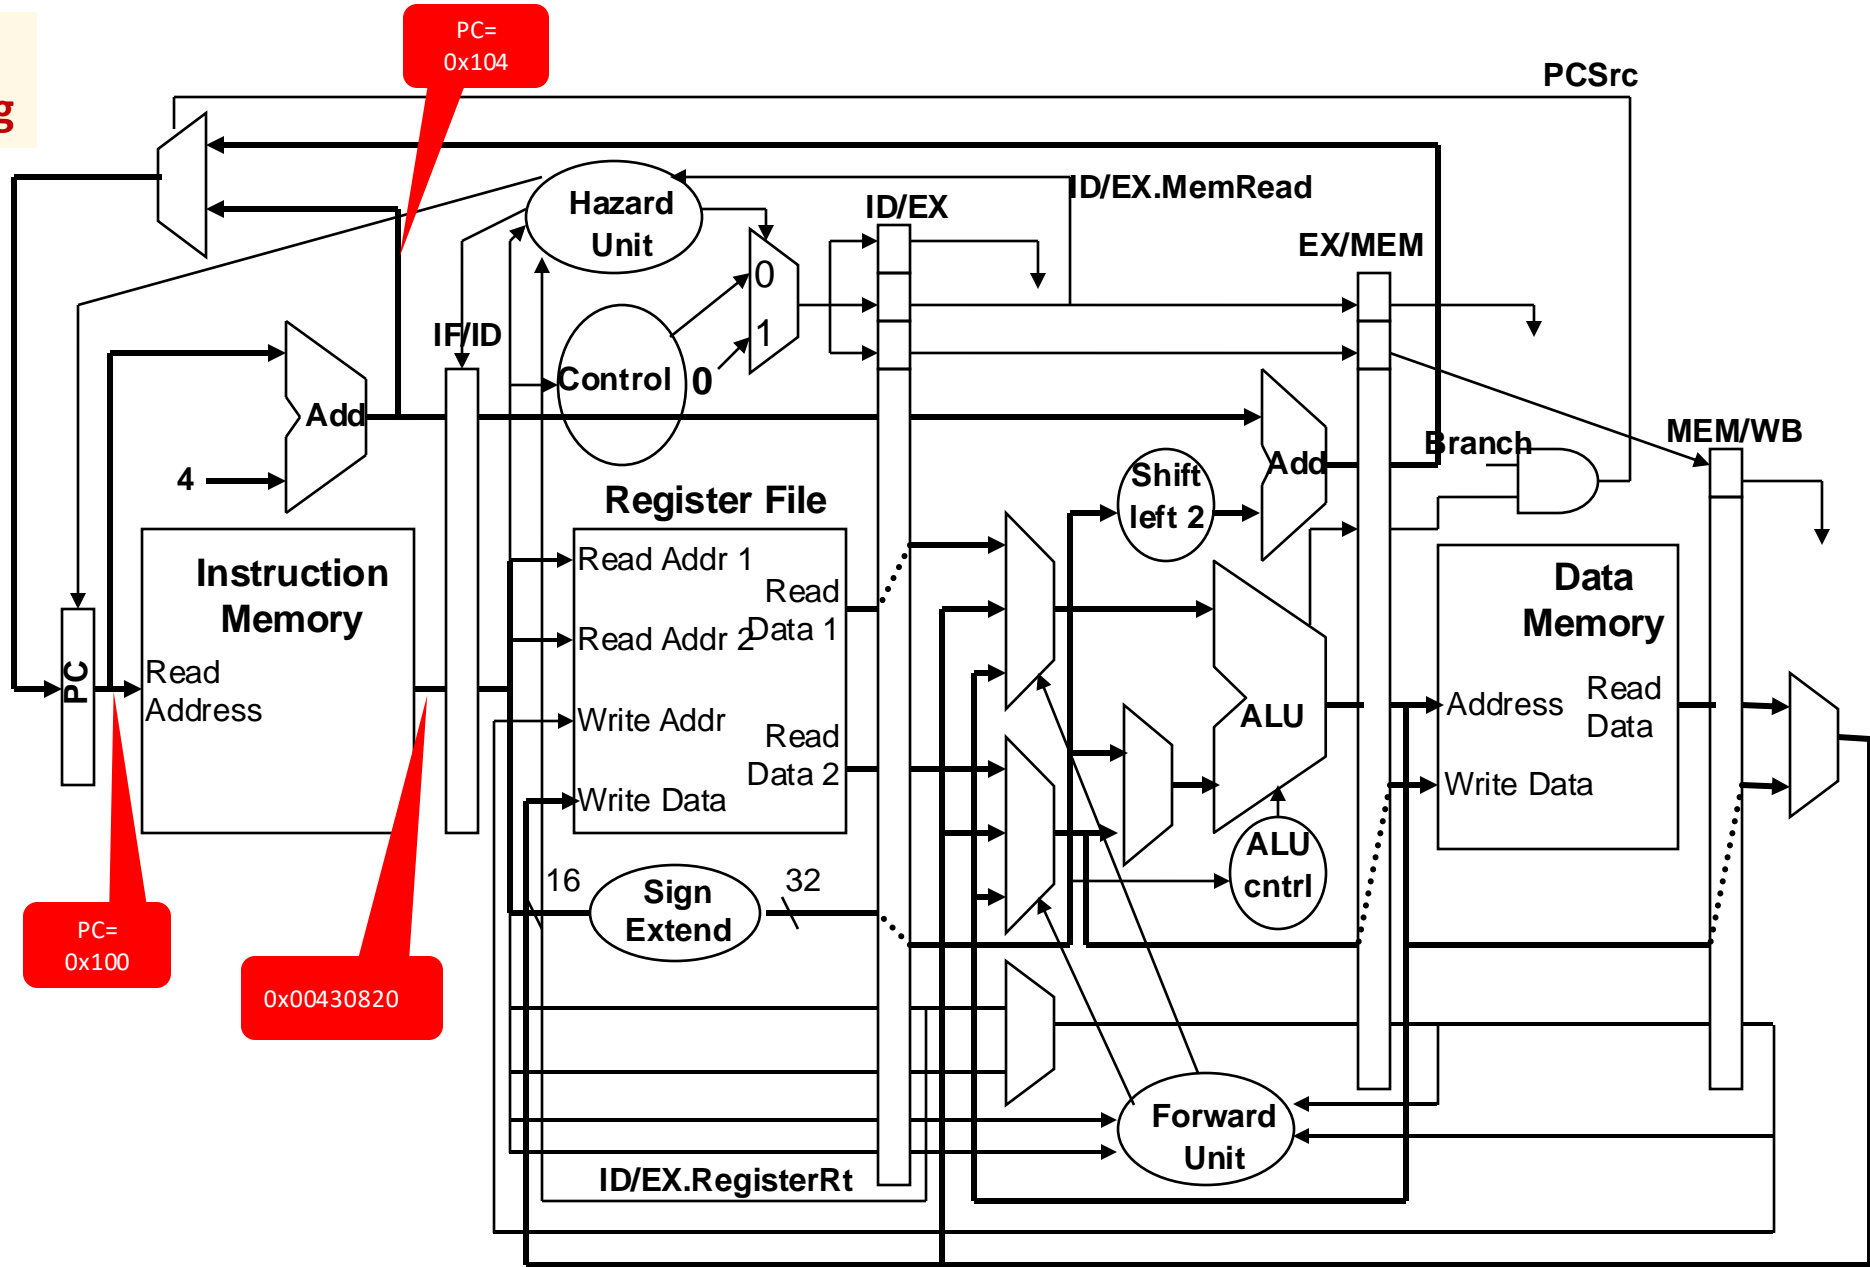 g
PC=
0x104
PCSrc
ID/EX.MemRead
Hazard
Unit
ID/EX
EX/MEM
0
1
IF/ID
Control
0
Add
4
Branch
MEM/WB
Shift
left 2
Add
Register File
Instruction
Memory
Read Addr 1
Read
Data 1
Read Addr 2
Data
Memory
PC
Read
Address
Write Addr
Read
Data 2
Write Data
ALU
Address
Read
Data
Write Data
ALU
cntrl
16
Sign
Extend
32
PC=
0x100
0x00430820
Forward
Unit
ID/EX.RegisterRt